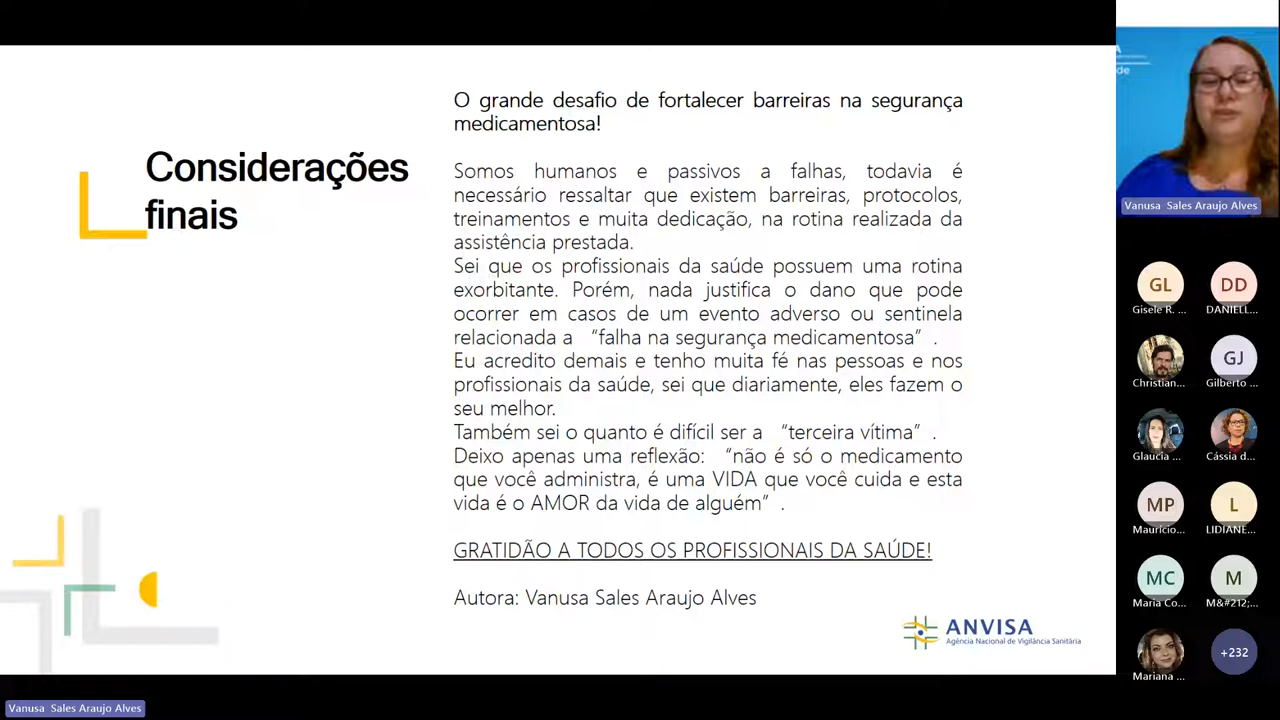 Considerações
finais
O grande desafio de fortalecer barreiras na segurança
medicamentosa!
Somos humanos e passivos a falhas, todavia é
necessário ressaltar que existem barreiras, protocolos,
treinamentos e muita dedicação, na rotina realizada da
assistência prestada.
Sei que os profissionais da saúde possuem uma rotina
exorbitante. Porém, nada justifica o dano que pode
ocorrer em casos de um evento adverso ou sentinela
relacionada a “falha na segurança medicamentosa” .
Eu acredito demais e tenho muita fé nas pessoas e nos
profissionais da saúde, sei que diariamente, eles fazem o
seu melhor.
Também sei o quanto é difícil ser a “terceira vítima” .
Deixo apenas uma reflexão: “não é só o medicamento
que você administra, é uma VIDA que você cuida e esta
vida é o AMOR da vida de alguém” .
GRATIDÃO A TODOS OS PROFISSIONAIS DA SAÚDE!
Autora: Vanusa Sales Araujo Alves
ANVISA
Agência Nacional de Vigilância Sanitária
A
de
Vanusa Sales Araujo Alves
GL
Gisele R. ...
DD
DANIELL...
Christian...
GJ
Gilberto ...
Glaucia ...
Cássia d...
MP
Mauricio...
L
LIDIANE...
MC
Maria Co...
M
M&#212;...
Mariana ...
+232
Vanusa Sales Araujo Alves